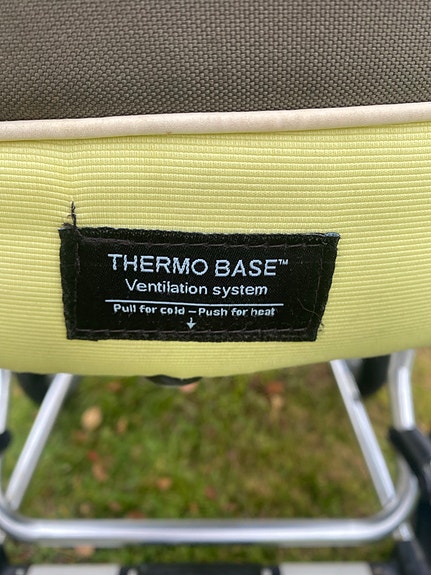 THERMO BASE™
Ventilation system
Pull for cold – Push for heat